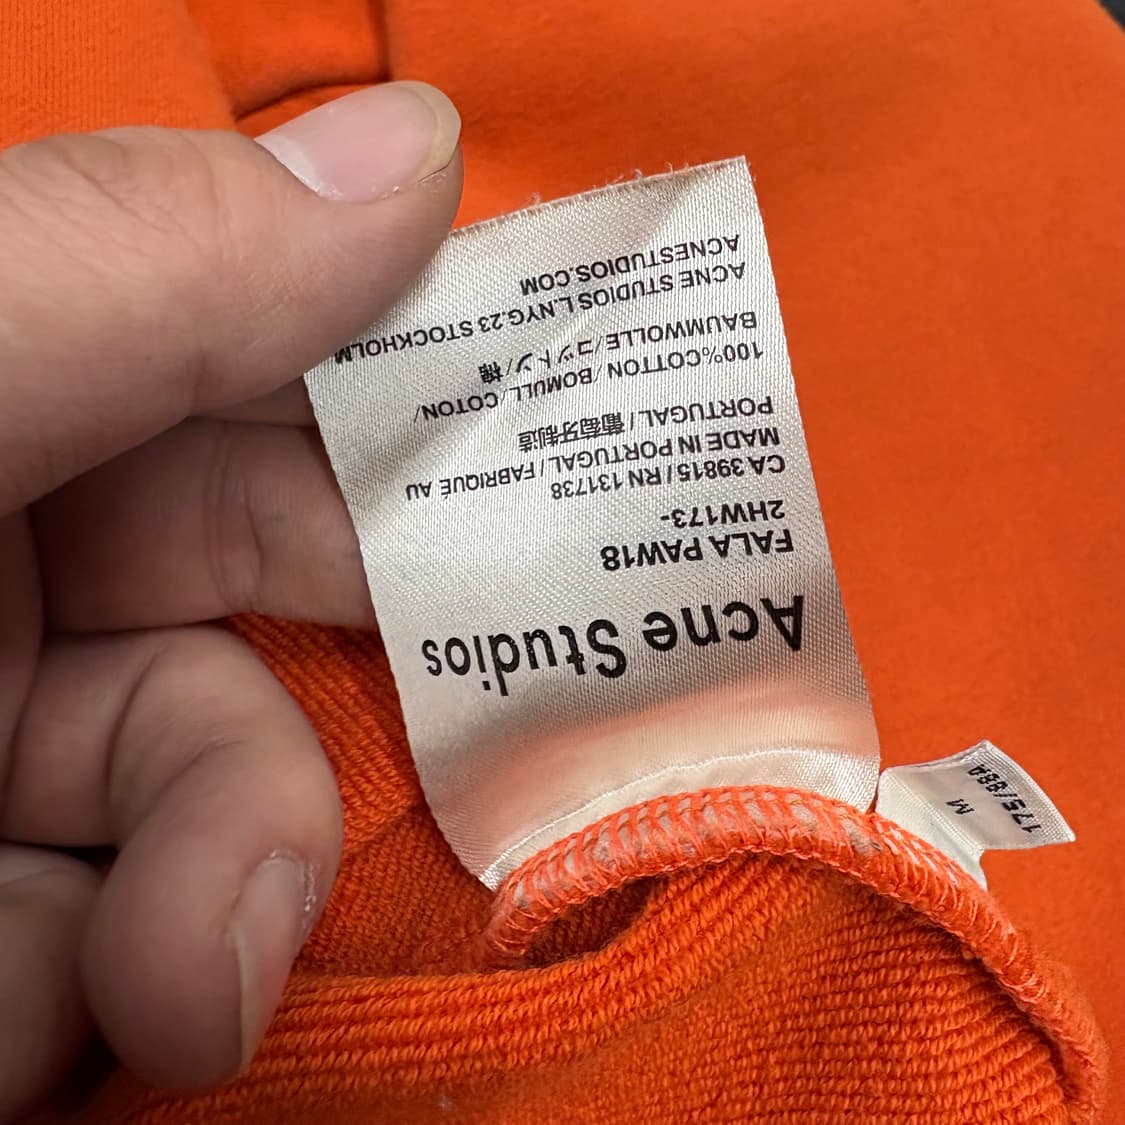 Acne Studios
FALA PAW18
2HW173-
CA 39815 / RN 131738
MADE IN PORTUGAL / FABRIQUÉ AU
PORTUGAL / 葡萄牙制造
100%COTTON / BOMULL / COTON /
BAUMWOLLE / コットン / 棉
ACNE STUDIOS L.NYG.23 STOCKHOLM
ACNESTUDIOS.COM
M
175/88A